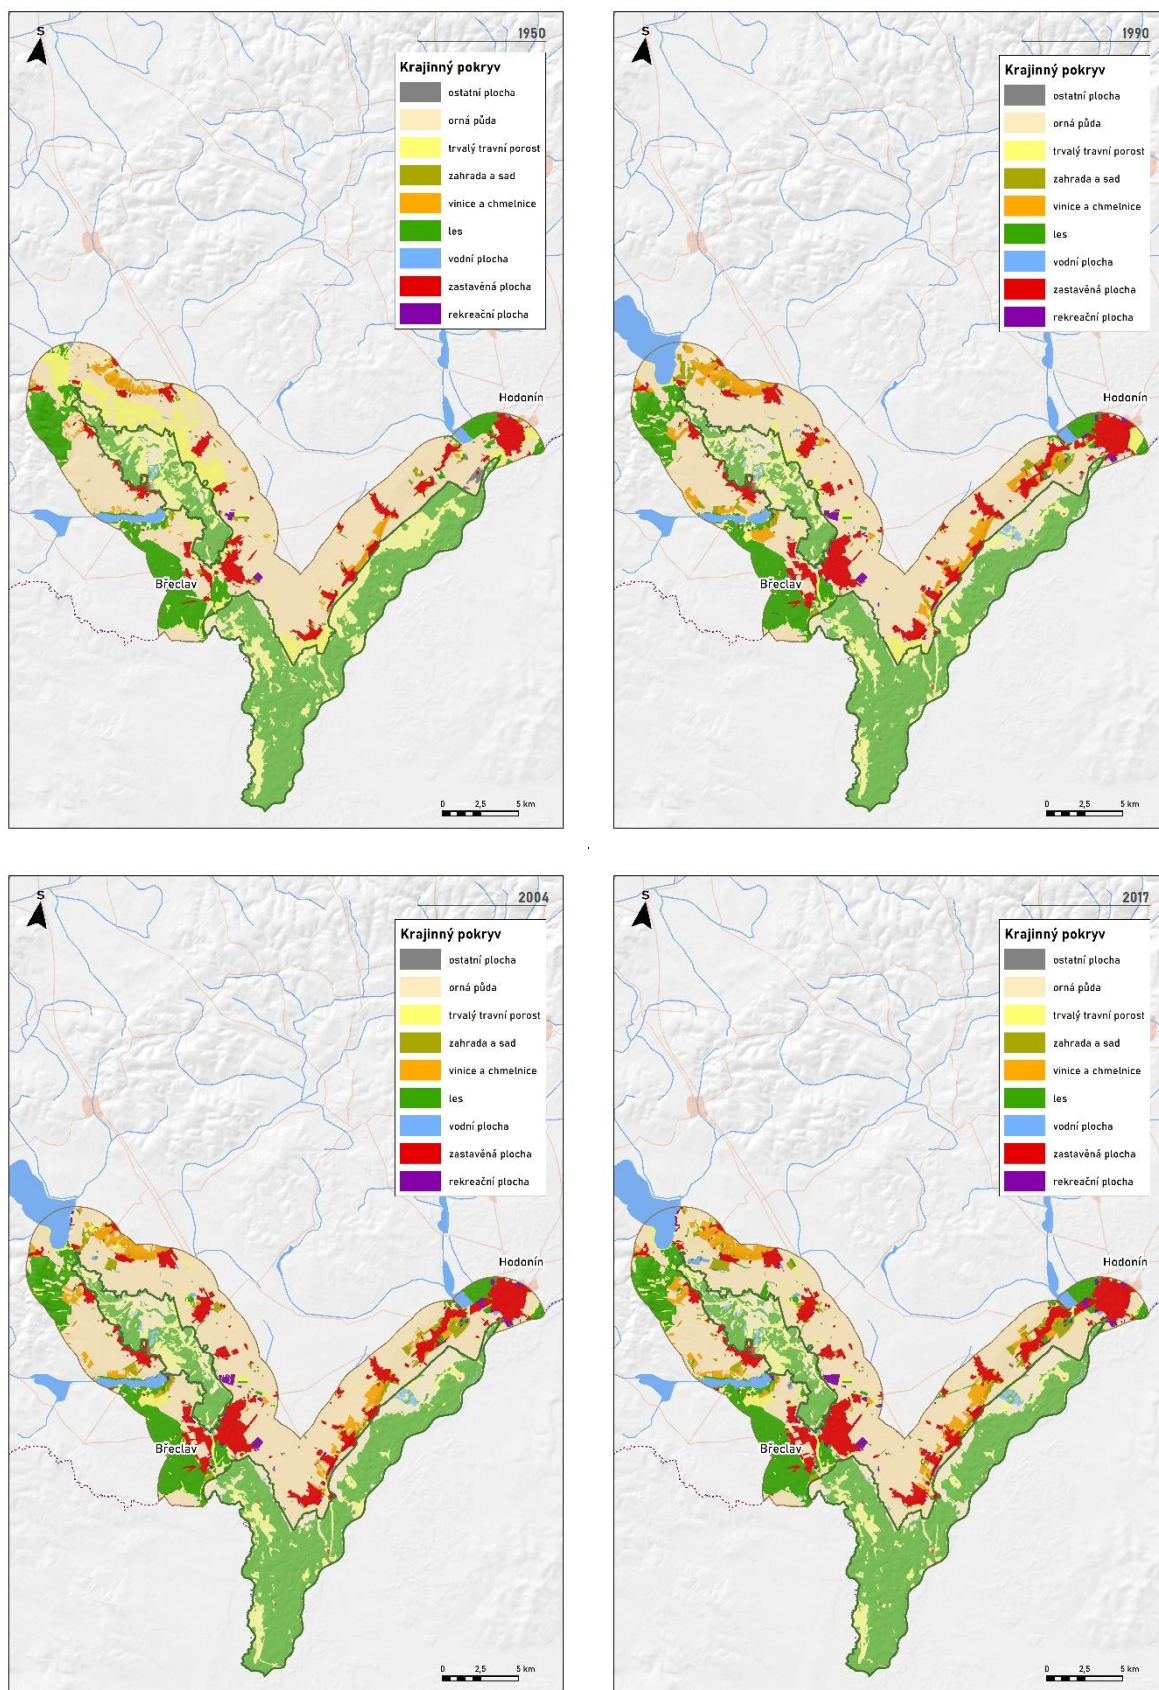 1950
S
Krajinný pokryv
ostatní plocha
orná půda
trvalý travní porost
zahrada a sad
vinice a chmelnice
les
vodní plocha
zastavěná plocha
rekreační plocha
Hodonín
Břeclav
0 2,5 5 km
1990
S
Krajinný pokryv
ostatní plocha
orná půda
trvalý travní porost
zahrada a sad
vinice a chmelnice
les
vodní plocha
zastavěná plocha
rekreační plocha
Hodonín
Břeclav
0 2,5 5 km
2004
S
Krajinný pokryv
ostatní plocha
orná půda
trvalý travní porost
zahrada a sad
vinice a chmelnice
les
vodní plocha
zastavěná plocha
rekreační plocha
Hodonín
Břeclav
0 2,5 5 km
2017
S
Krajinný pokryv
ostatní plocha
orná půda
trvalý travní porost
zahrada a sad
vinice a chmelnice
les
vodní plocha
zastavěná plocha
rekreační plocha
Hodonín
Břeclav
0 2,5 5 km